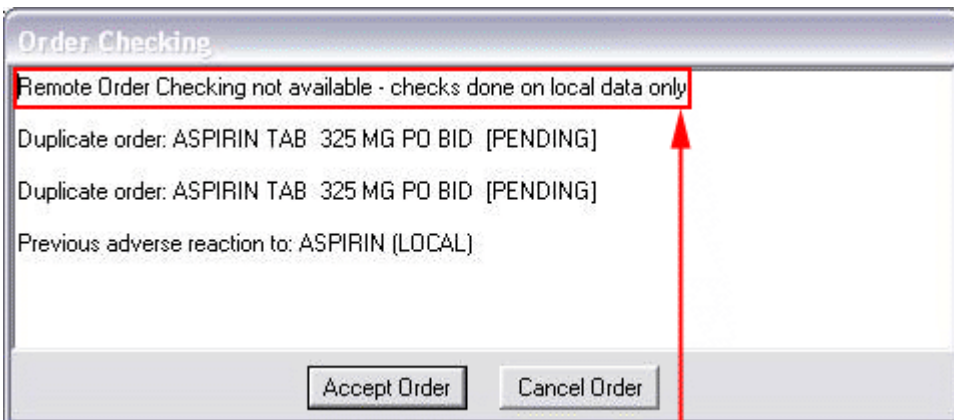 Order Checking
Remote Order Checking not available - checks done on local data only
Duplicate order: ASPIRIN TAB  325 MG PO BID  [PENDING]
Duplicate order: ASPIRIN TAB  325 MG PO BID  [PENDING]
Previous adverse reaction to: ASPIRIN (LOCAL)
Accept Order
Cancel Order